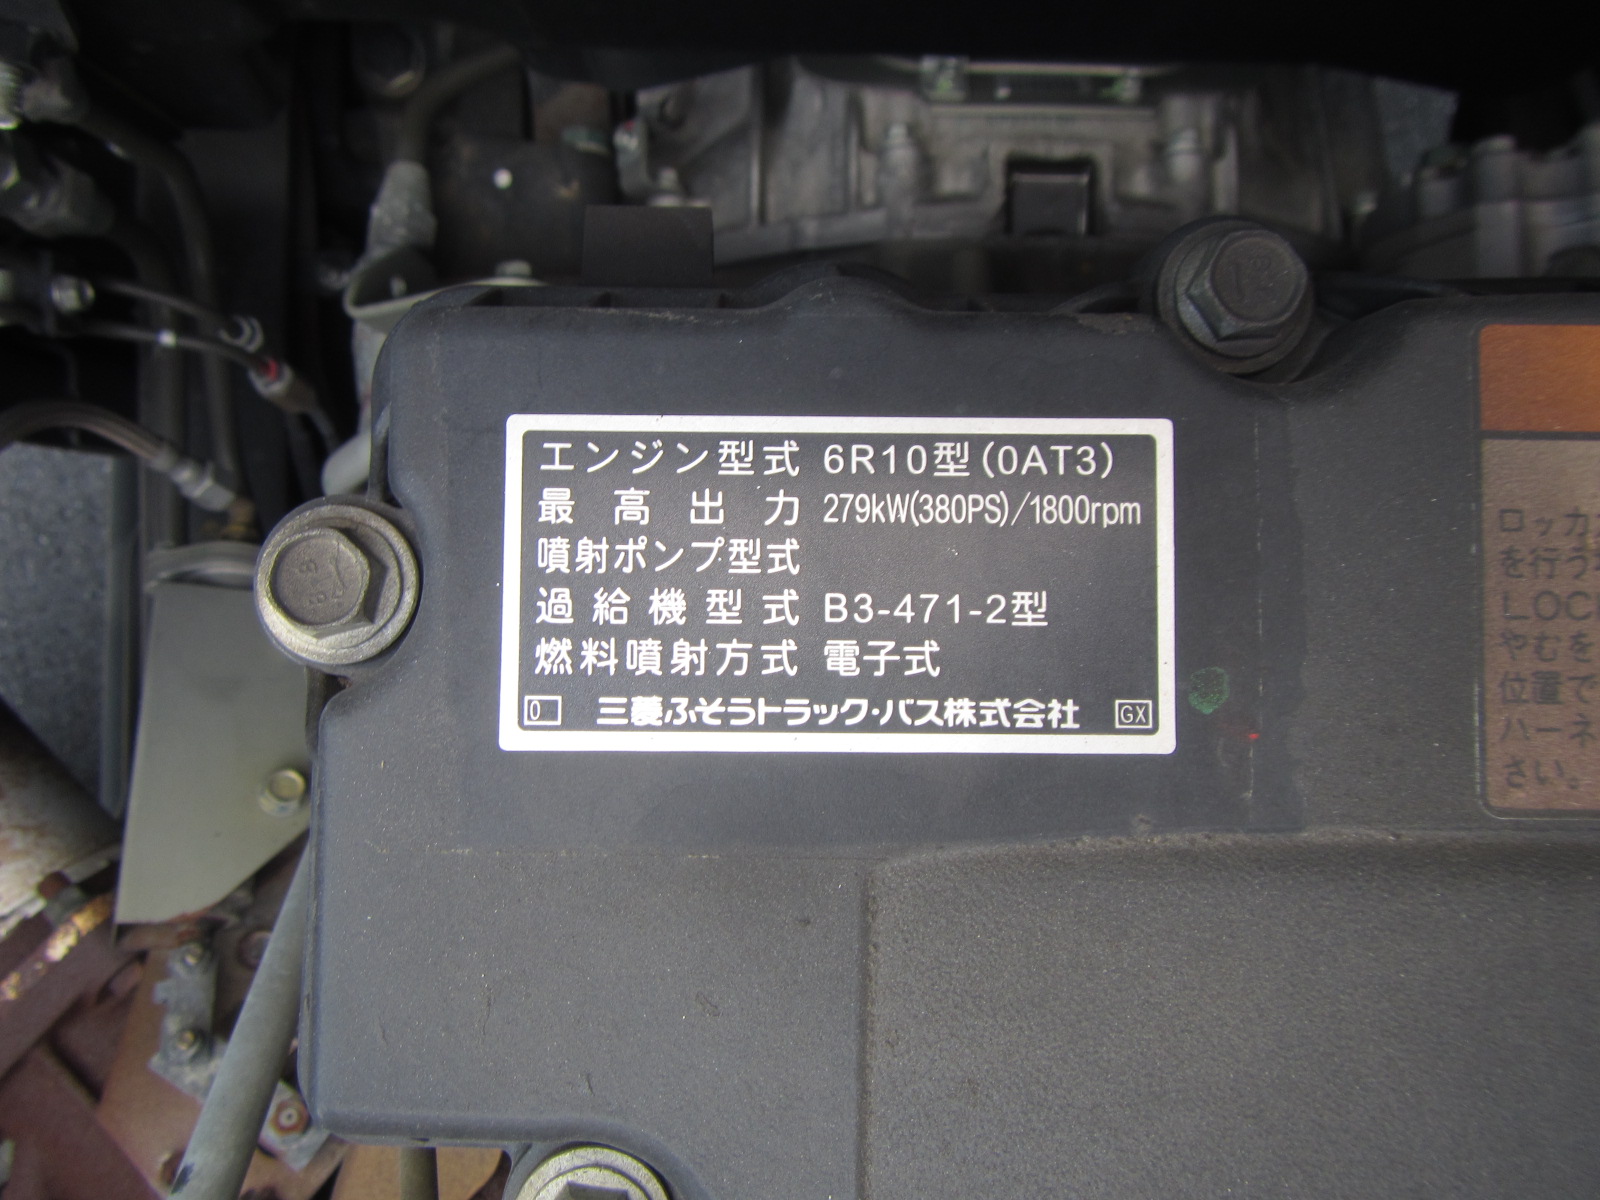 エンジン型式 6R10型(0AT3)
最高出力 279kW(380PS)/1800rpm
噴射ポンプ型式
過給機型式 B3-471-2型
燃料噴射方式 電子式
0 三菱ふそうトラック・バス株式会社 GX
ロッカ
を行う
LOC
やむを
位置で
ハーネ
さい。